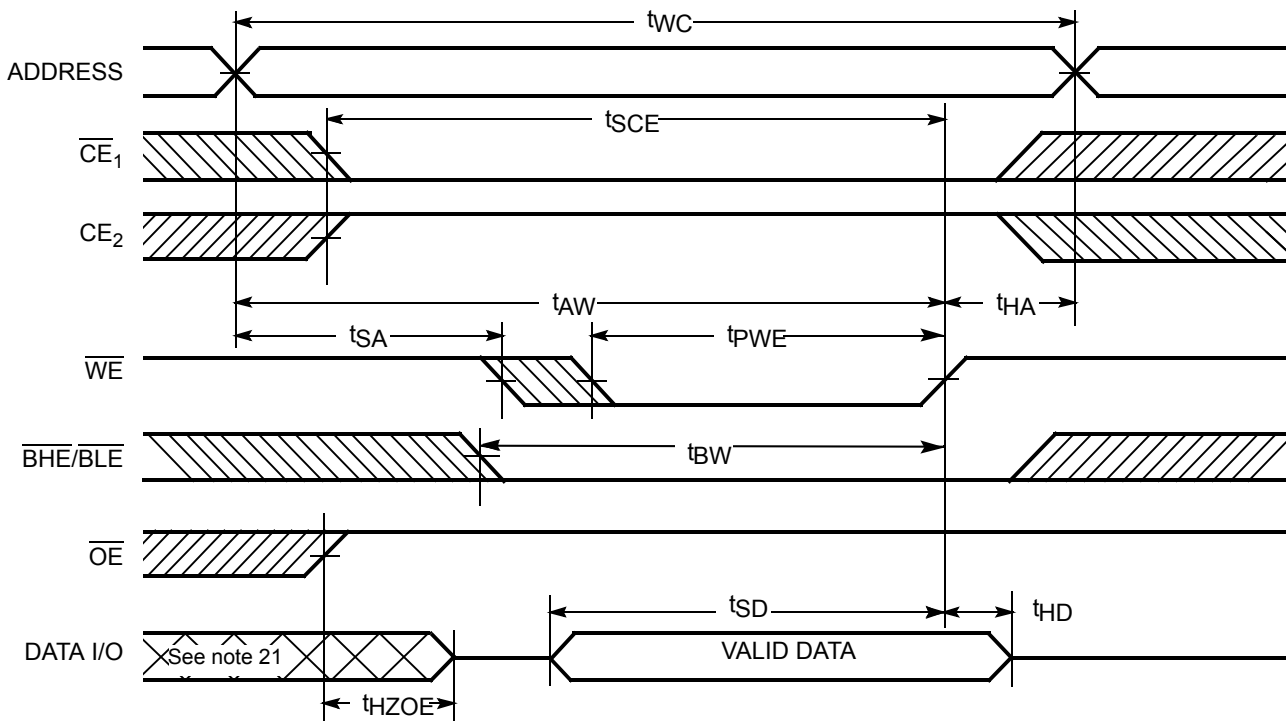 tWC
ADDRESS
tSCE
CE1
CE2
tAW
tHA
tSA
tPWE
WE
BHE/BLE
tBW
OE
tSD
tHD
DATA I/O
See note 21
VALID DATA
tHZOE